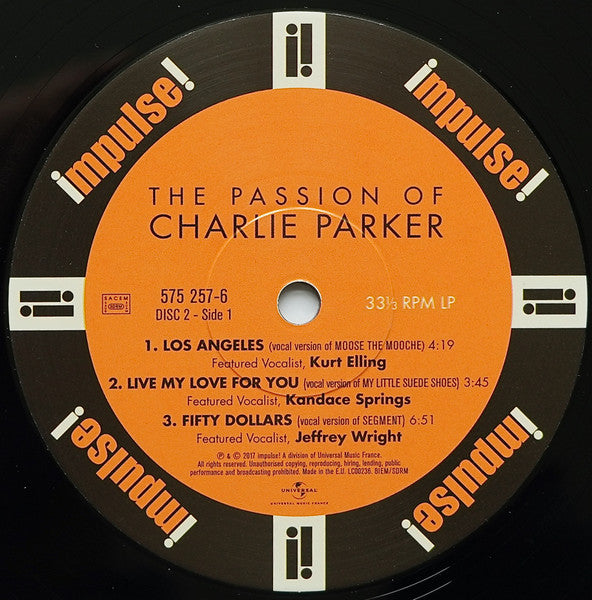 impulse!
impulse!
THE PASSION OF
CHARLIE PARKER
SACEM
575 257-6
DISC 2 - Side 1
33⅓ RPM LP
1. LOS ANGELES (vocal version of MOOSE THE MOOCHE) 4:19
Featured Vocalist, Kurt Elling
2. LIVE MY LOVE FOR YOU (vocal version of MY LITTLE SUEDE SHOES) 3:45
Featured Vocalist, Kandace Springs
3. FIFTY DOLLARS (vocal version of SEGMENT) 6:51
Featured Vocalist, Jeffrey Wright
℗ & © 2017 impulse! A division of Universal Music France.
All rights reserved. Unauthorised copying, reproducing, hiring, lending, public
performance and broadcasting prohibited. Made in the E.U. LC00236. BIEM/SDRM
UNIVERSAL
UNIVERSAL MUSIC FRANCE
impulse!
impulse!